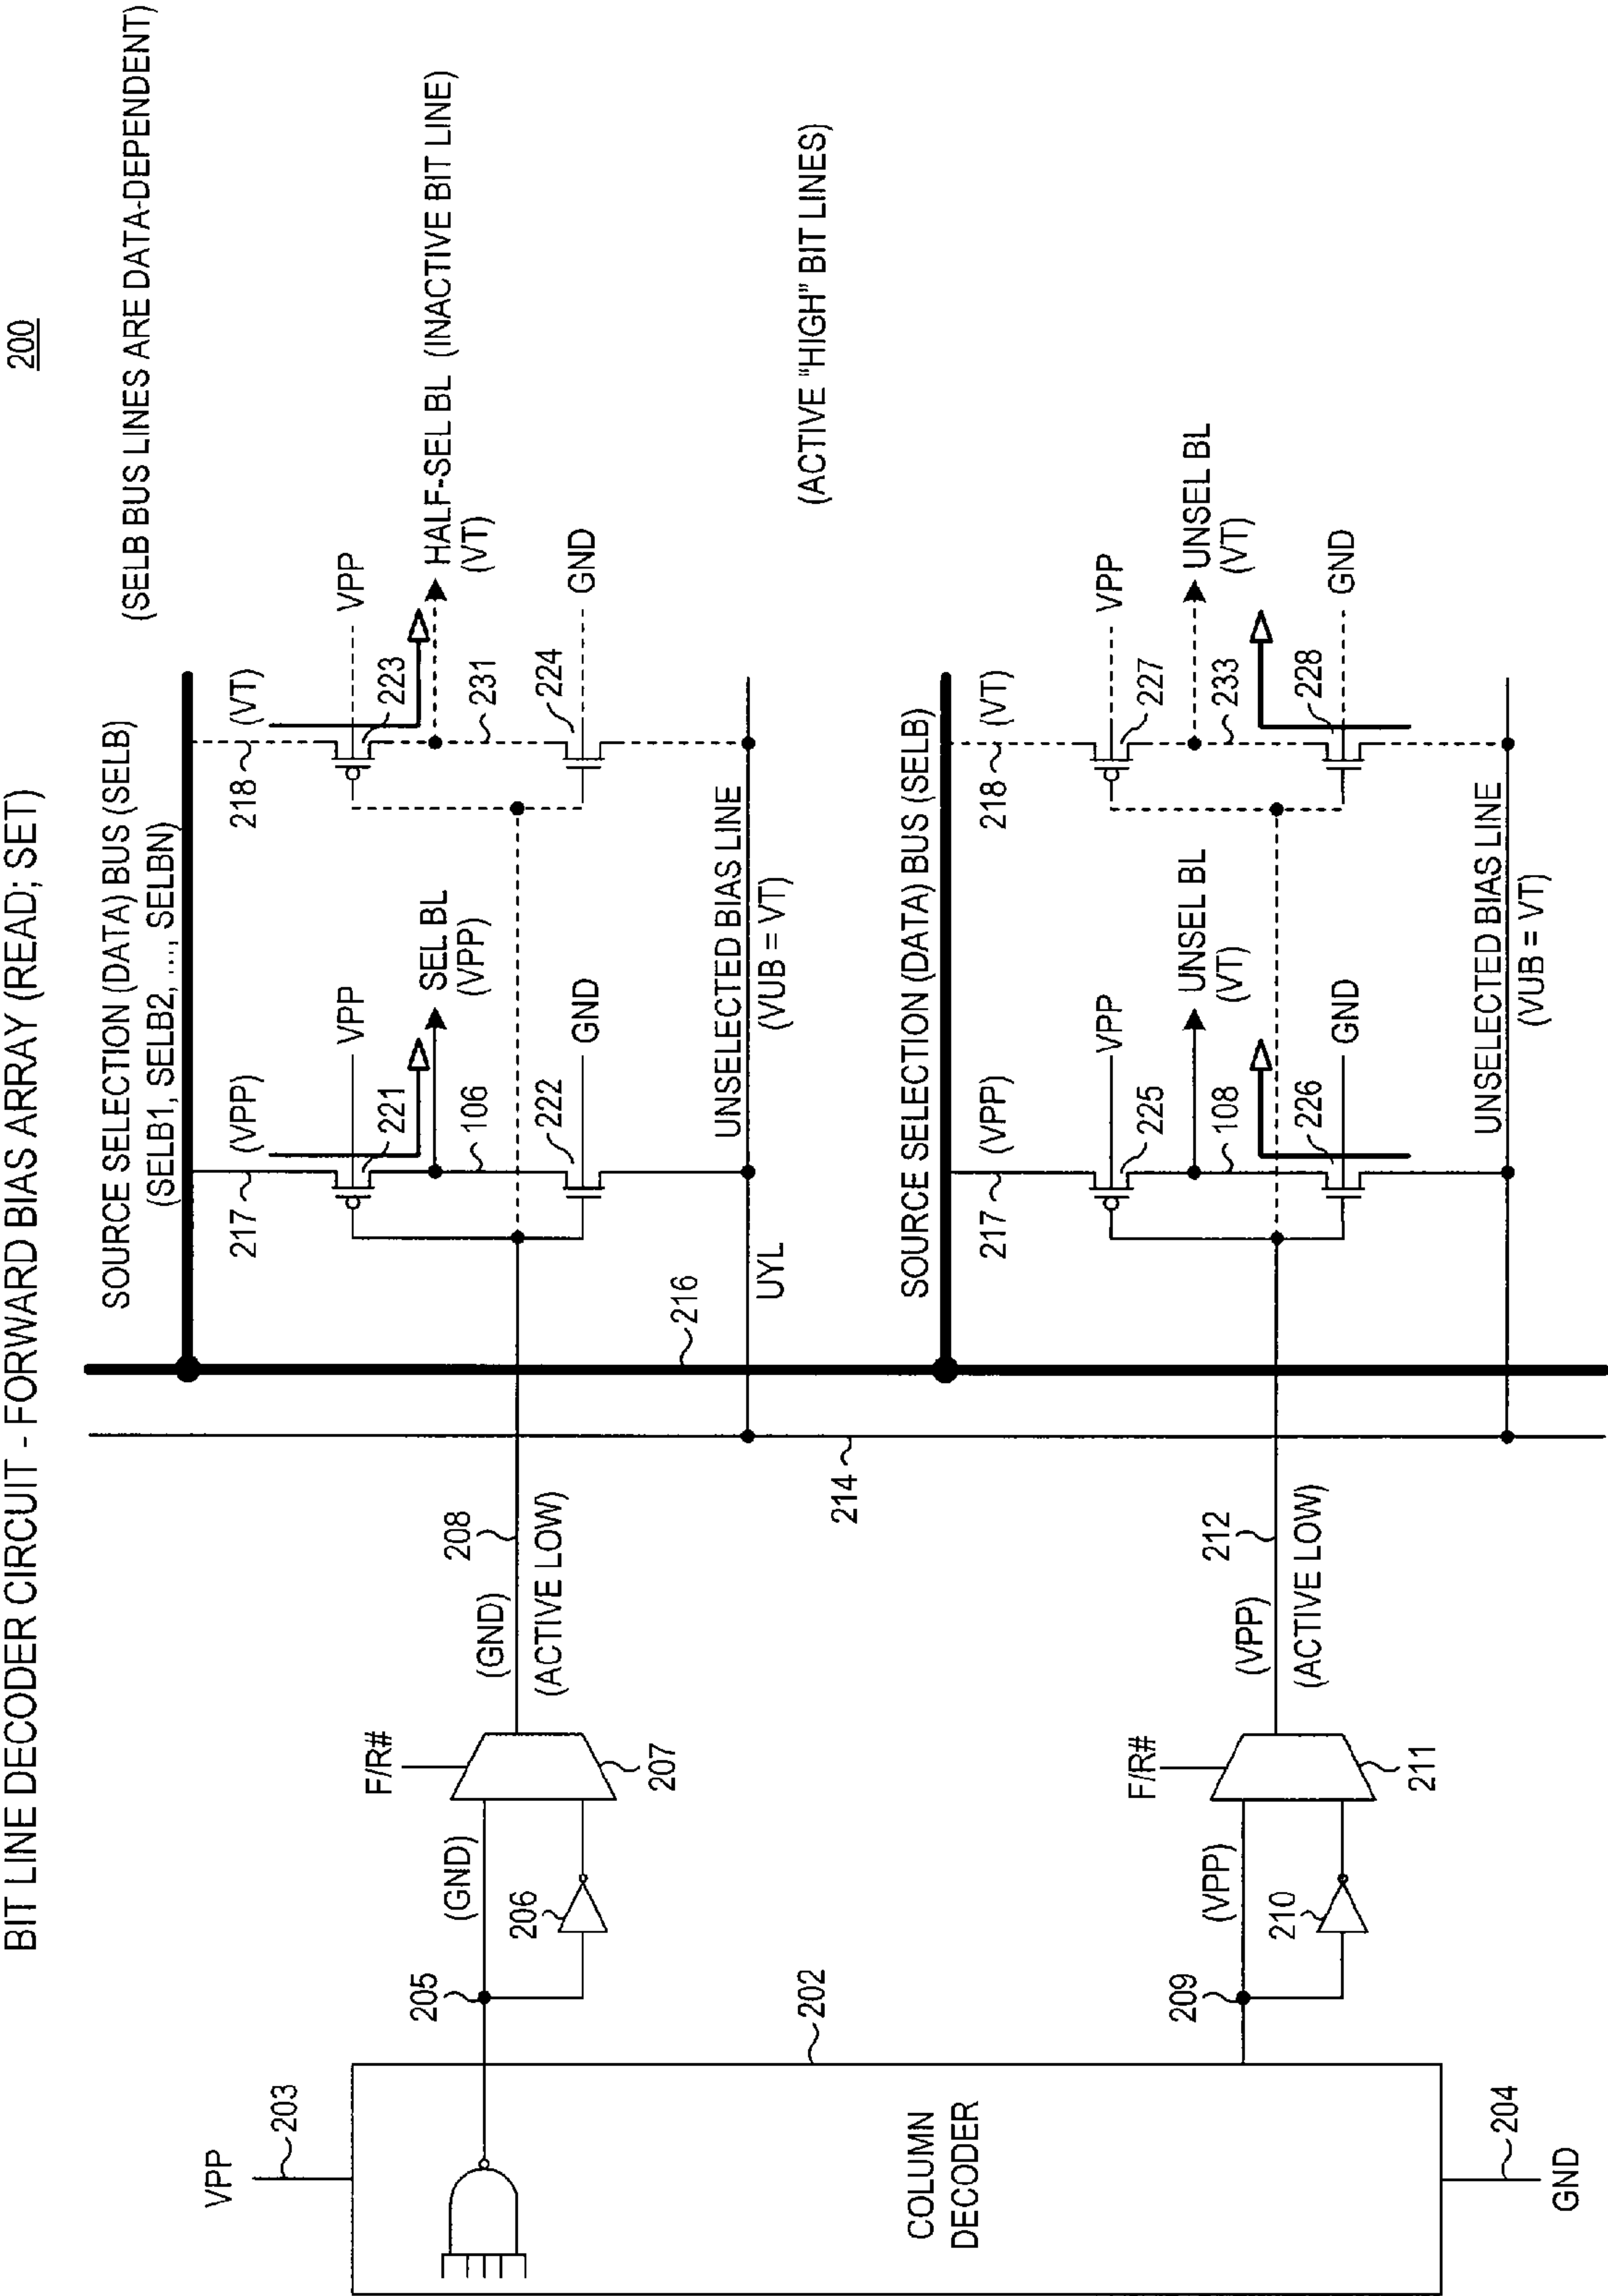 BIT LINE DECODER CIRCUIT - FORWARD BIAS ARRAY (READ; SET)
200
(SELB BUS LINES ARE DATA-DEPENDENT)
SOURCE SELECTION (DATA) BUS (SELB)
(SELB1, SELB2, ..., SELBN)
217
(VPP)
218
(VT)
VPP
221
VPP
223
SEL BL
(VPP)
HALF-SEL BL (INACTIVE BIT LINE)
(VT)
106
231
222
GND
224
GND
UYL
UNSELECTED BIAS LINE
(VUB = VT)
216
214
(ACTIVE "HIGH" BIT LINES)
SOURCE SELECTION (DATA) BUS (SELB)
217
(VPP)
218
(VT)
VPP
225
VPP
227
UNSEL BL
(VT)
UNSEL BL
(VT)
108
233
226
GND
228
GND
UNSELECTED BIAS LINE
(VUB = VT)
VPP
203
205
(GND)
206
F/R#
207
(GND)
208
(ACTIVE LOW)
COLUMN
DECODER
202
209
(VPP)
210
F/R#
211
(VPP)
212
(ACTIVE LOW)
204
GND